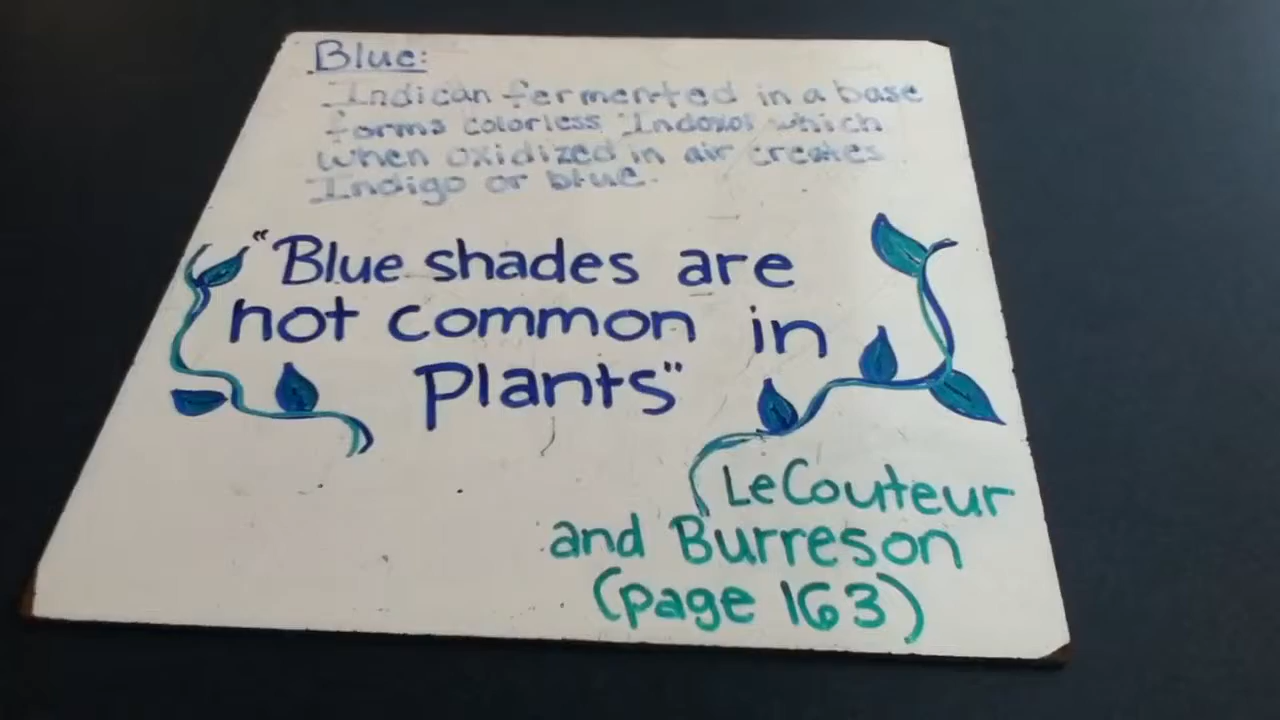 Blue:
Indican fermented in a base
forms colorless Indoxol which
when oxidized in air creates
Indigo or blue.
"Blue shades are
not common in
Plants"
LeCouteur
and Burreson
(page 163)